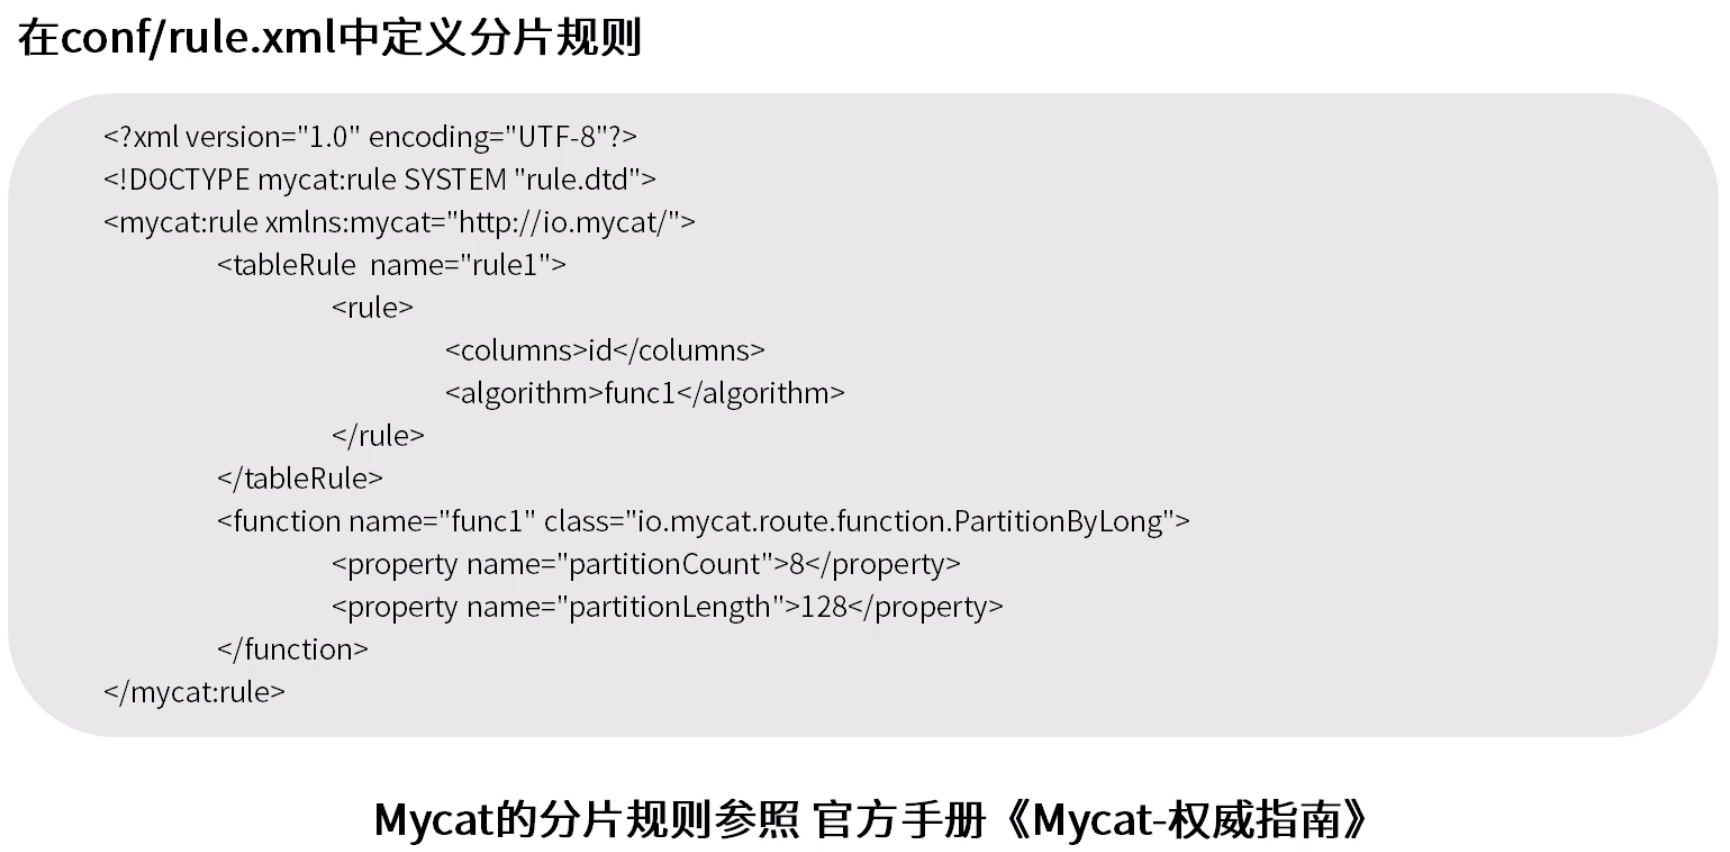 在conf/rule.xml中定义分片规则
<?xml version="1.0" encoding="UTF-8"?>
<!DOCTYPE mycat:rule SYSTEM "rule.dtd">
<mycat:rule xmlns:mycat="http://io.mycat/">
<tableRule  name="rule1">
<rule>
<columns>id</columns>
<algorithm>func1</algorithm>
</rule>
</tableRule>
<function name="func1" class="io.mycat.route.function.PartitionByLong">
<property name="partitionCount">8</property>
<property name="partitionLength">128</property>
</function>
</mycat:rule>
Mycat的分片规则参照 官方手册《Mycat-权威指南》